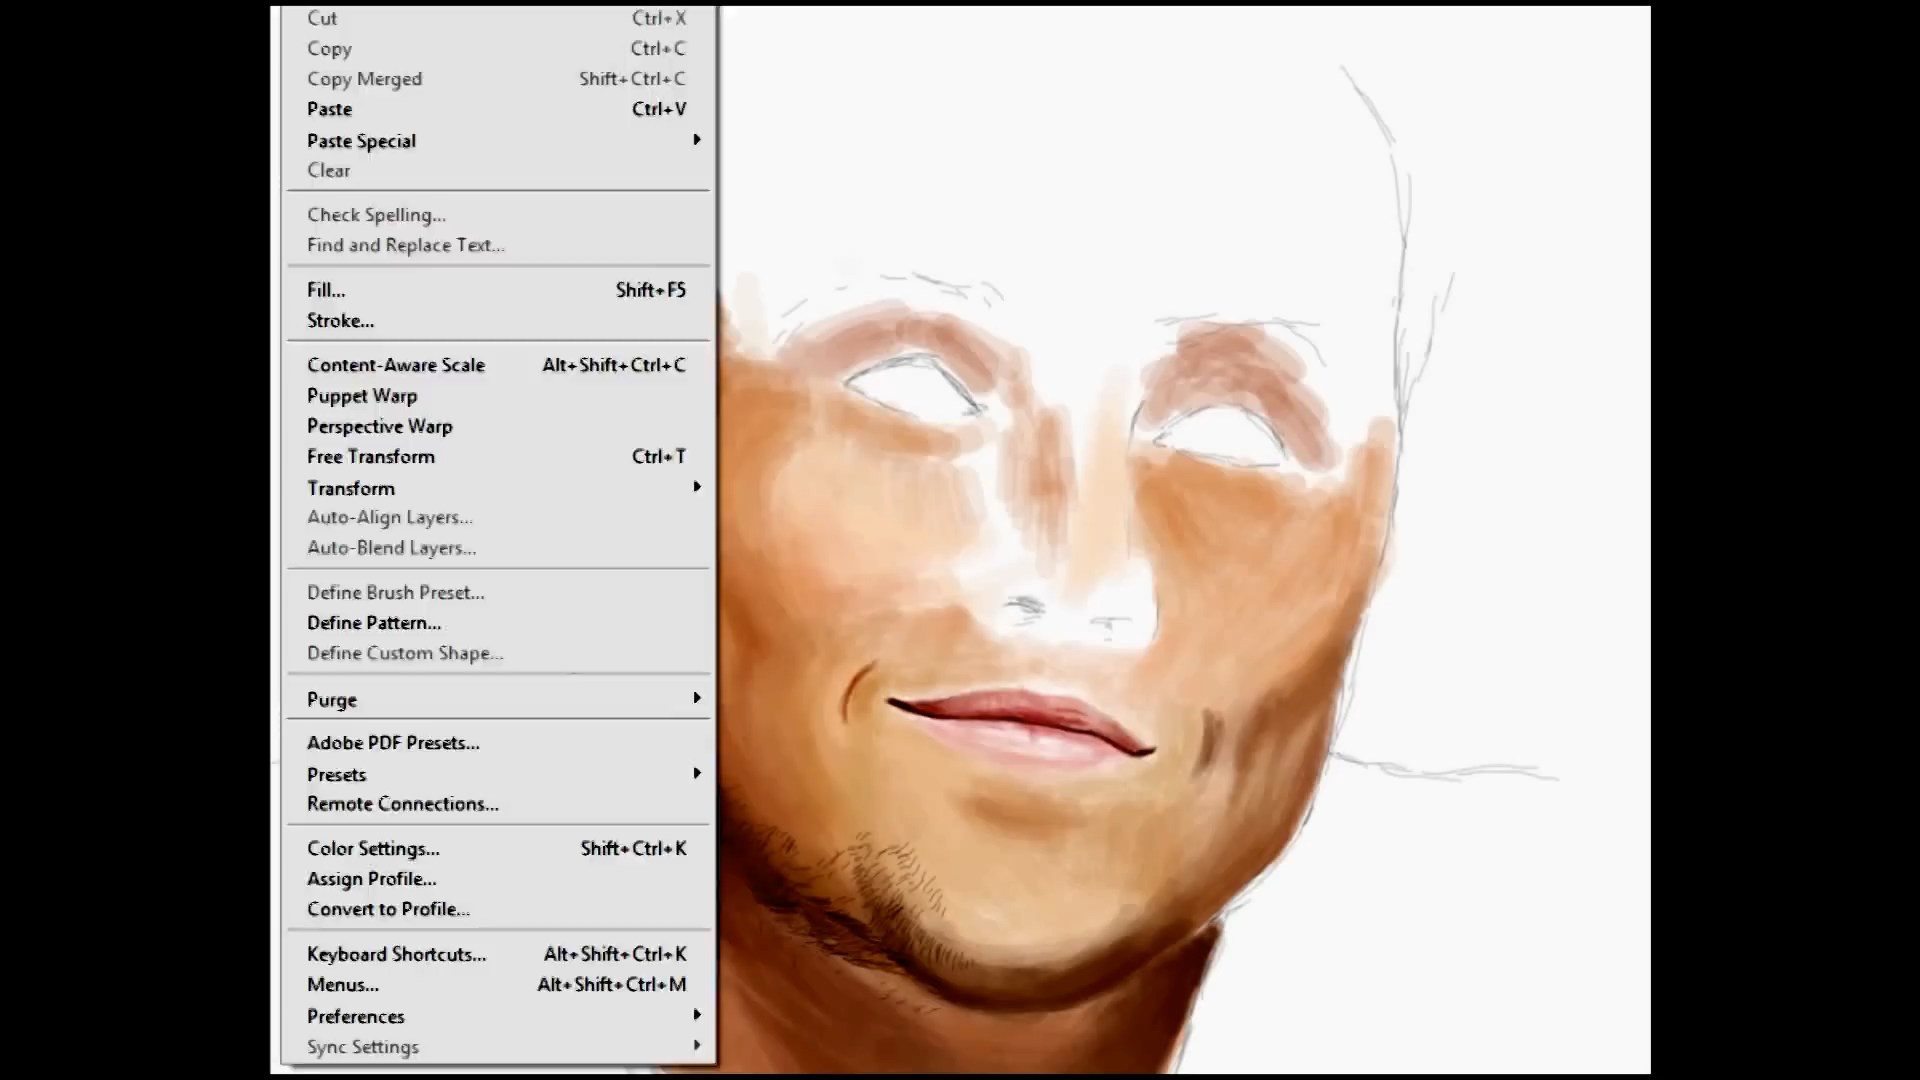 Cut Ctrl+X
Copy Ctrl+C
Copy Merged Shift+Ctrl+C
Paste Ctrl+V
Paste Special
Clear
Check Spelling...
Find and Replace Text...
Fill... Shift+F5
Stroke...
Content-Aware Scale Alt+Shift+Ctrl+C
Puppet Warp
Perspective Warp
Free Transform Ctrl+T
Transform
Auto-Align Layers...
Auto-Blend Layers...
Define Brush Preset...
Define Pattern...
Define Custom Shape...
Purge
Adobe PDF Presets...
Presets
Remote Connections...
Color Settings... Shift+Ctrl+K
Assign Profile...
Convert to Profile...
Keyboard Shortcuts... Alt+Shift+Ctrl+K
Menus... Alt+Shift+Ctrl+M
Preferences
Sync Settings